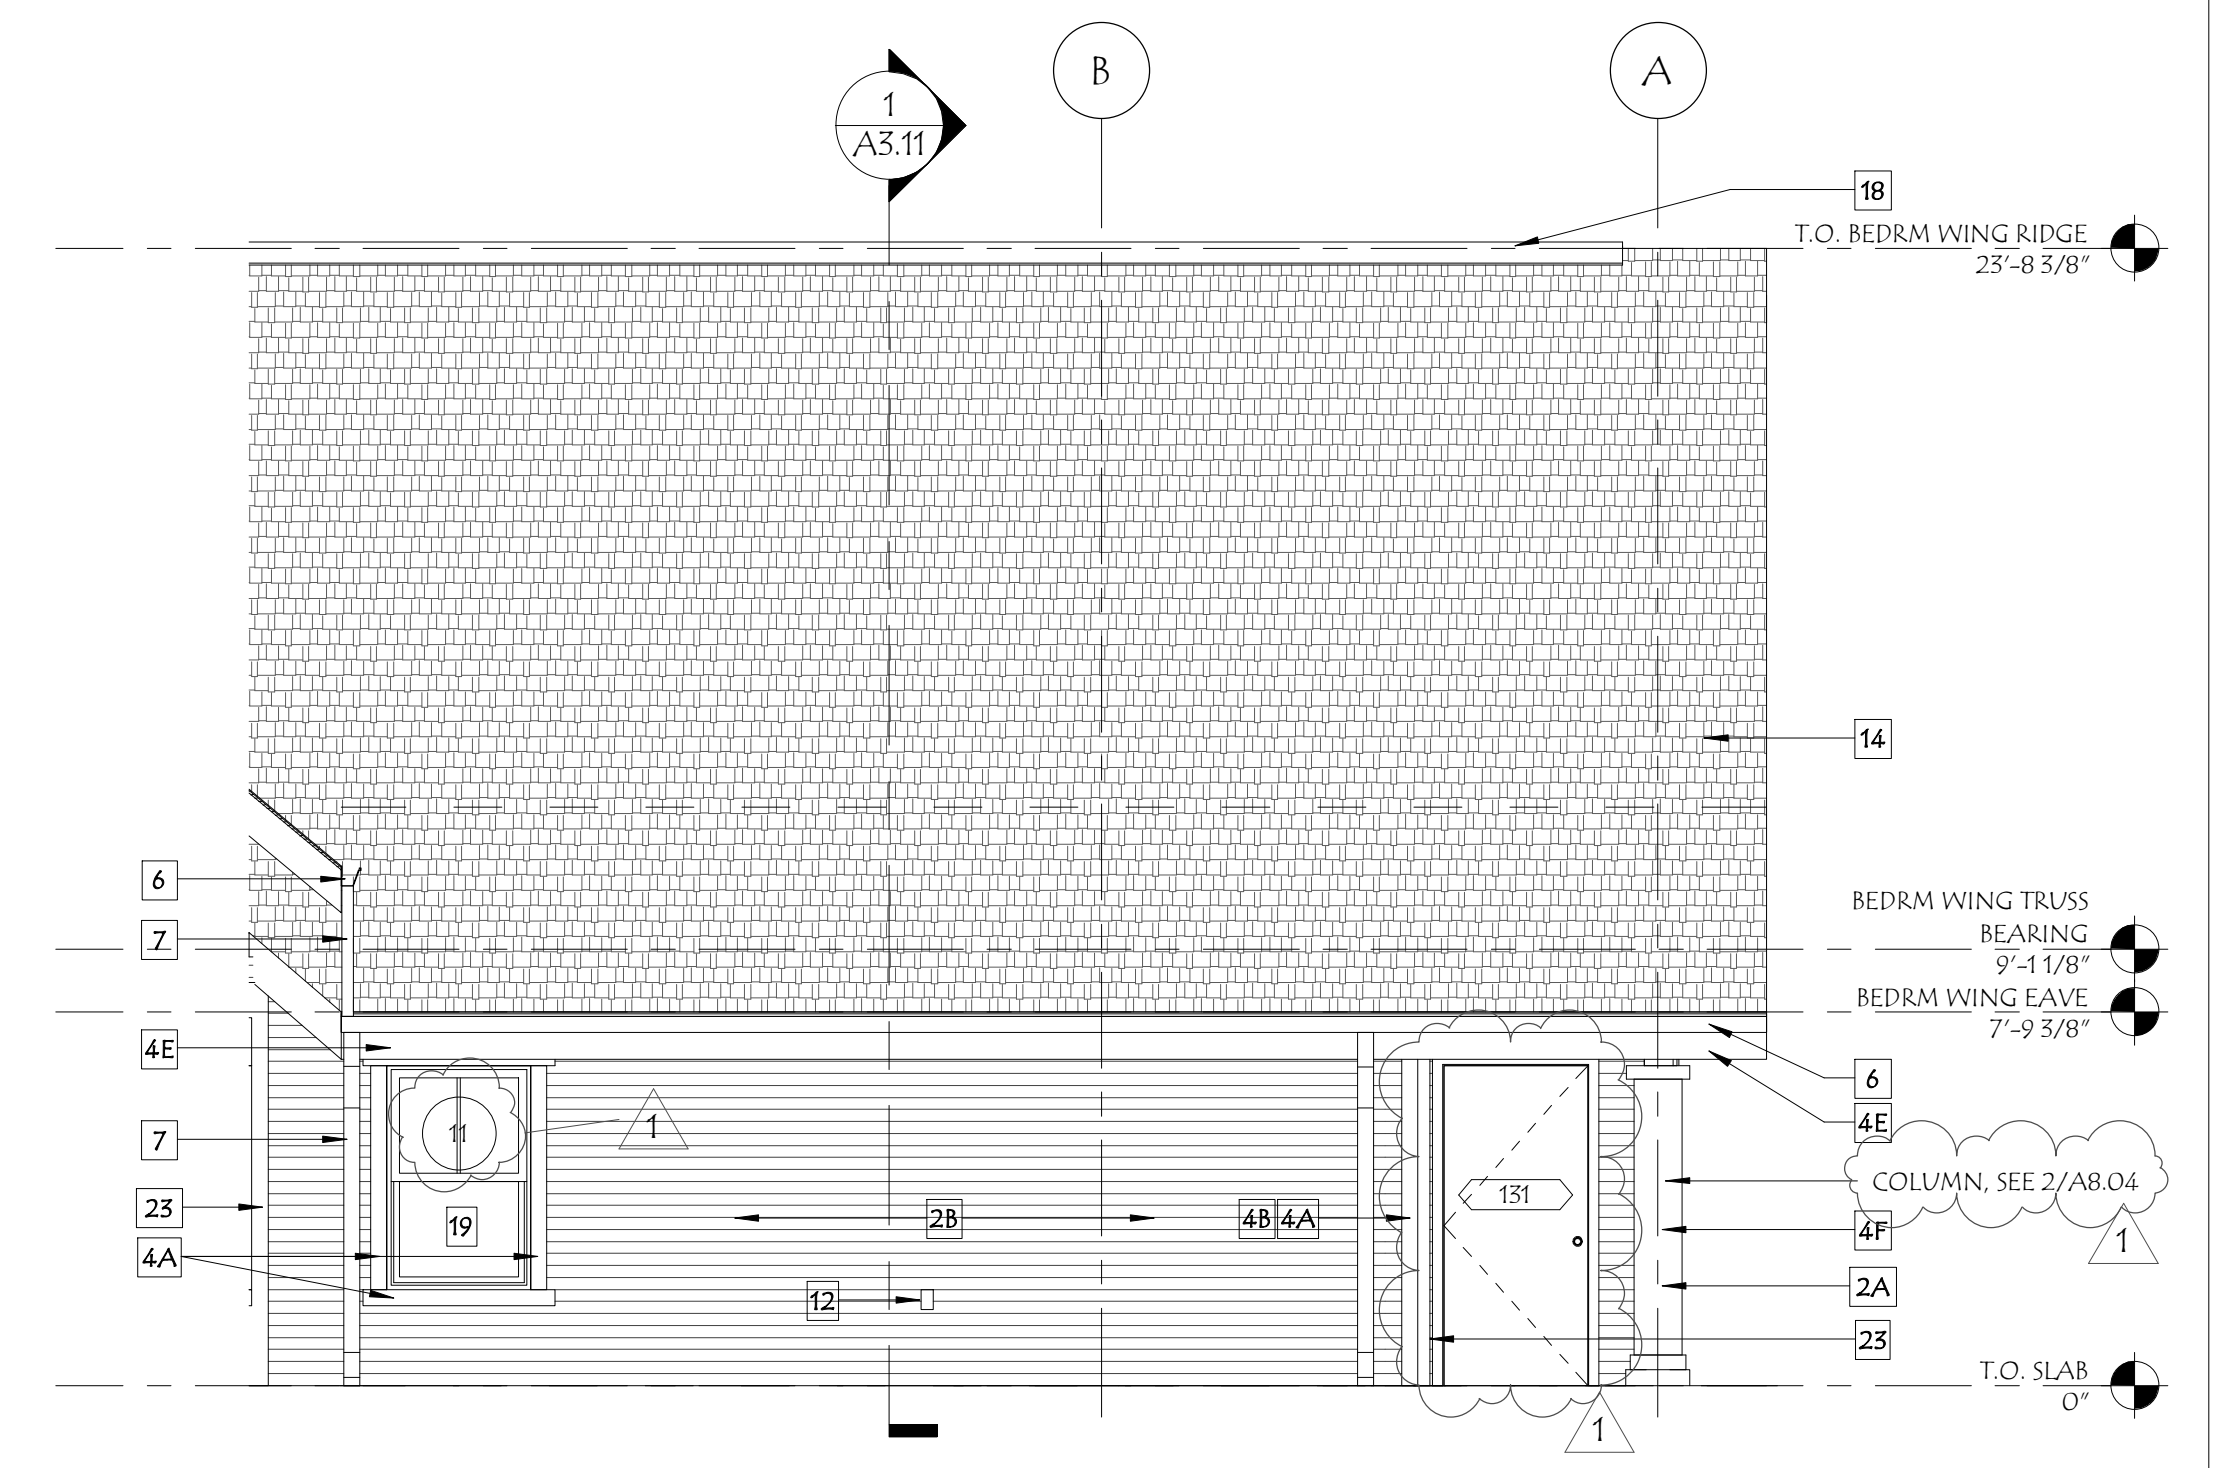 B
A
1
A3.11
18
T.O. BEDRM WING RIDGE
23'-8 3/8"
14
6
BEDRM WING TRUSS
BEARING
9'-1 1/8"
7
BEDRM WING EAVE
7'-9 3/8"
4E
6
4E
11
1
7
COLUMN, SEE 2/A8.04
131
23
19
2B
4B 4A
4F
1
4A
12
2A
23
T.O. SLAB
0"
1